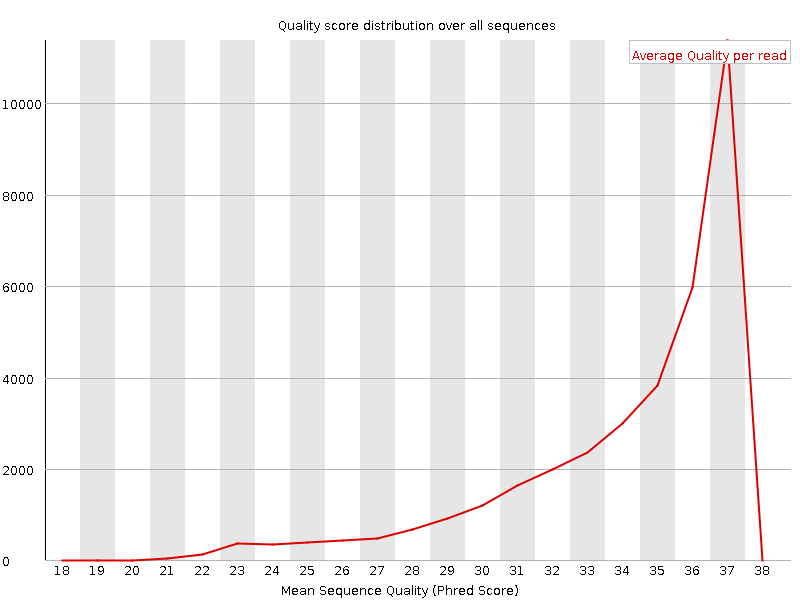 Quality score distribution over all sequences
Average Quality per read
10000
8000
6000
4000
2000
0
18 19 20 21 22 23 24 25 26 27 28 29 30 31 32 33 34 35 36 37 38
Mean Sequence Quality (Phred Score)